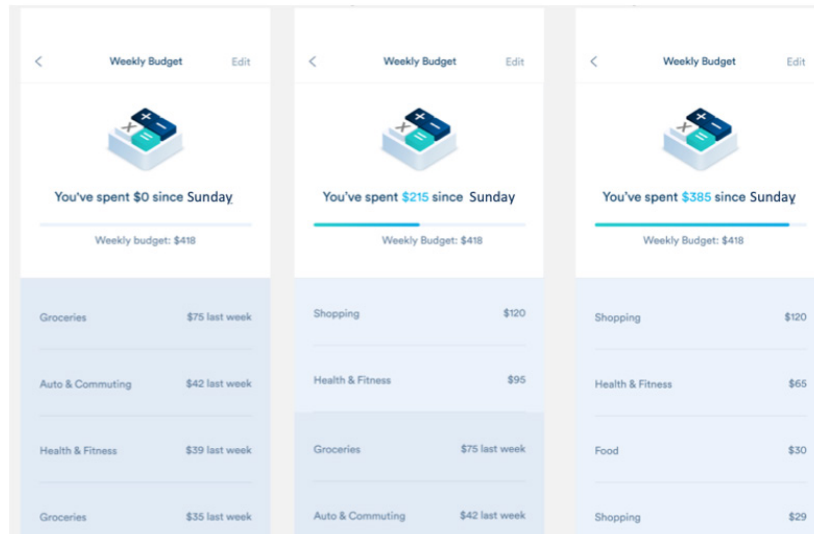 Weekly Budget Edit
You've spent $0 since Sunday
Weekly budget: $418
Groceries $75 last week
Auto & Commuting $42 last week
Health & Fitness $39 last week
Groceries $35 last week
Weekly Budget Edit
You've spent $215 since Sunday
Weekly Budget: $418
Shopping $120
Health & Fitness $95
Groceries $75 last week
Auto & Commuting $42 last week
Weekly Budget Edit
You've spent $385 since Sunday
Weekly Budget: $418
Shopping $120
Health & Fitness $65
Food $30
Shopping $29